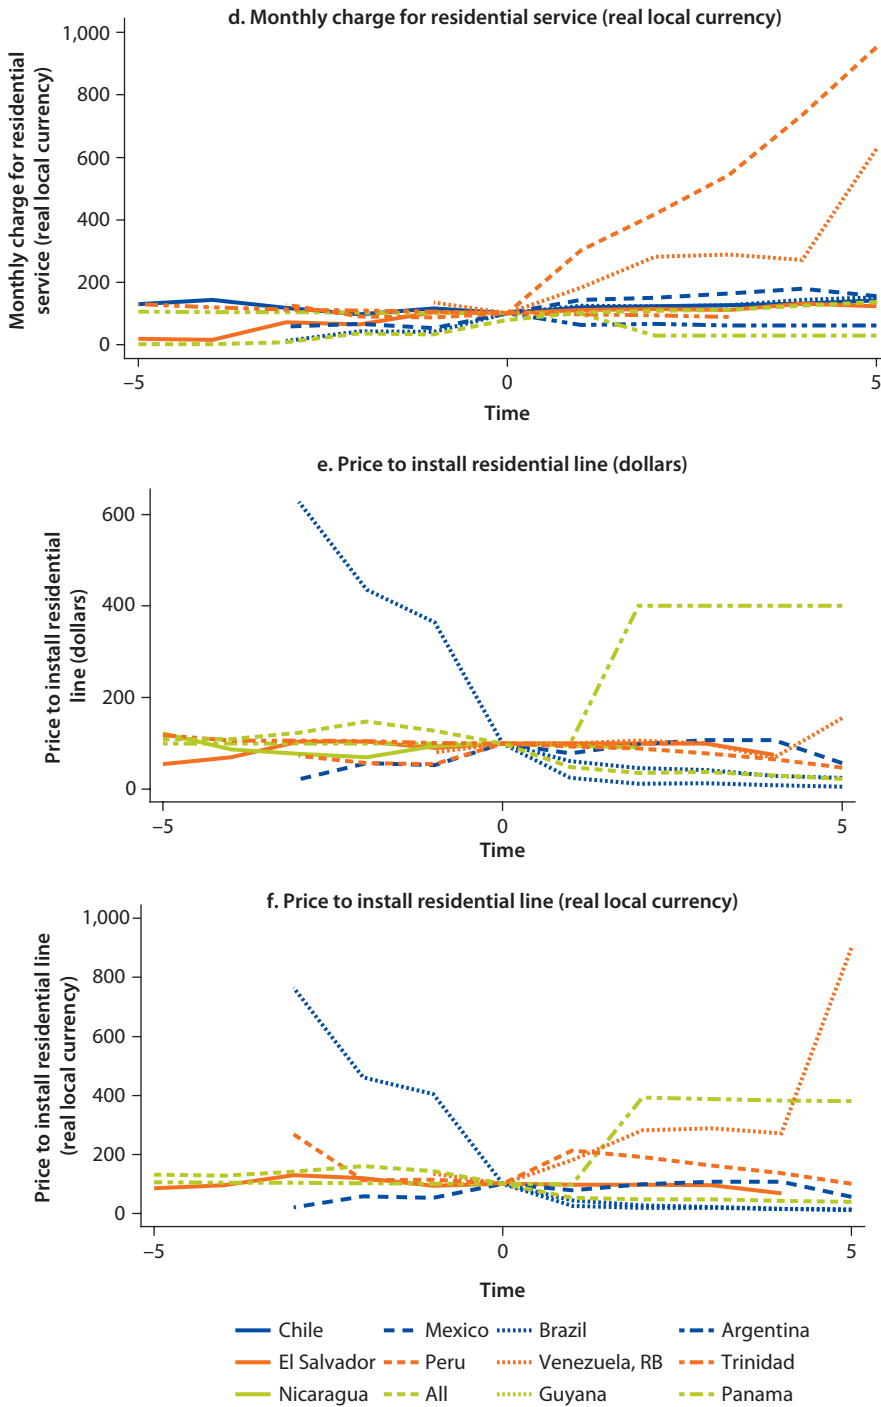 d. Monthly charge for residential service (real local currency)
Monthly charge for residential
service (real local currency)
1,000
800
600
400
200
0
–5
0
5
Time
e. Price to install residential line (dollars)
Price to install residential
line (dollars)
600
400
200
0
–5
0
5
Time
f. Price to install residential line (real local currency)
Price to install residential line
(real local currency)
1,000
800
600
400
200
0
–5
0
5
Time
Chile Mexico Brazil Argentina
El Salvador Peru Venezuela, RB Trinidad
Nicaragua All Guyana Panama